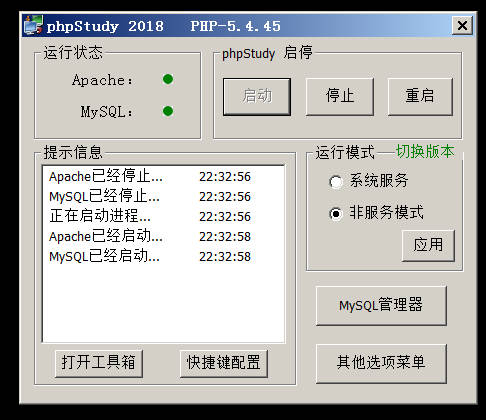 phpStudy 2018   PHP-5.4.45
运行状态
Apache：
MySQL：
phpStudy 启停
启动 停止 重启
提示信息
Apache已经停止... 22:32:56
MySQL已经停止... 22:32:56
正在启动进程... 22:32:56
Apache已经启动... 22:32:58
MySQL已经启动... 22:32:58
打开工具箱 快捷键配置
运行模式 切换版本
系统服务
非服务模式
应用
MySQL管理器
其他选项菜单